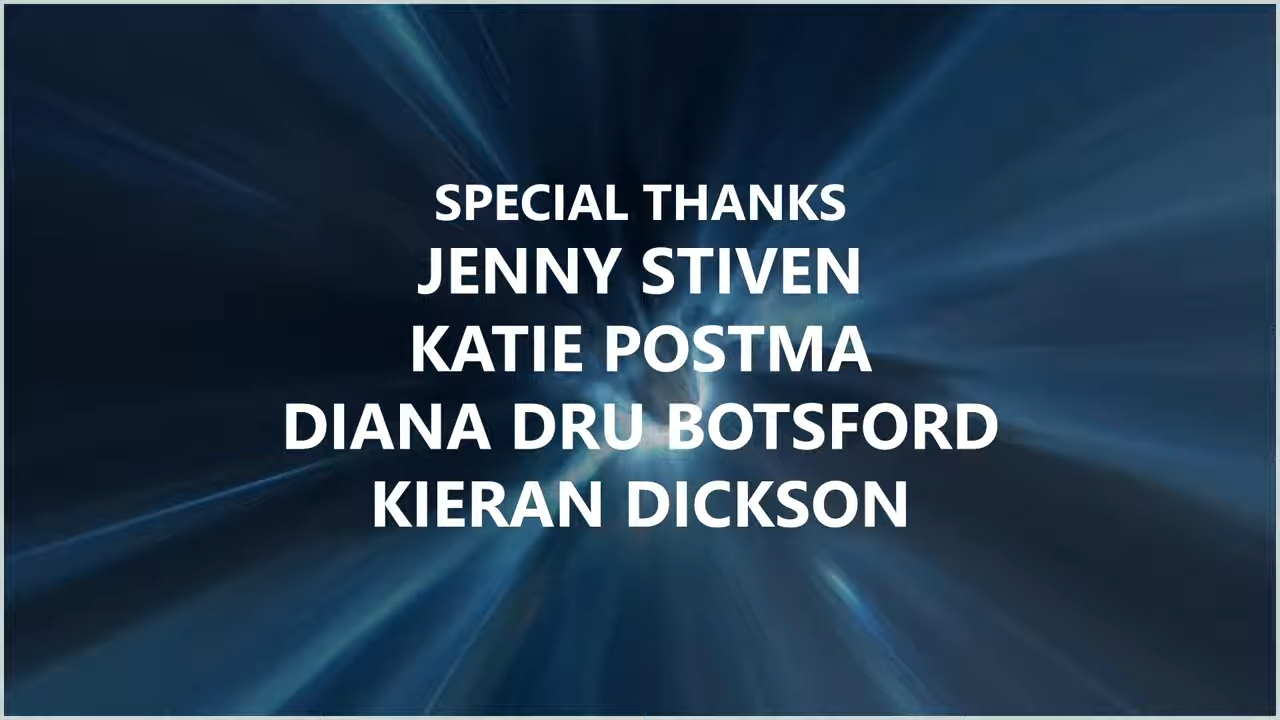 SPECIAL THANKS
JENNY STIVEN
KATIE POSTMA
DIANA DRU BOTSFORD
KIERAN DICKSON